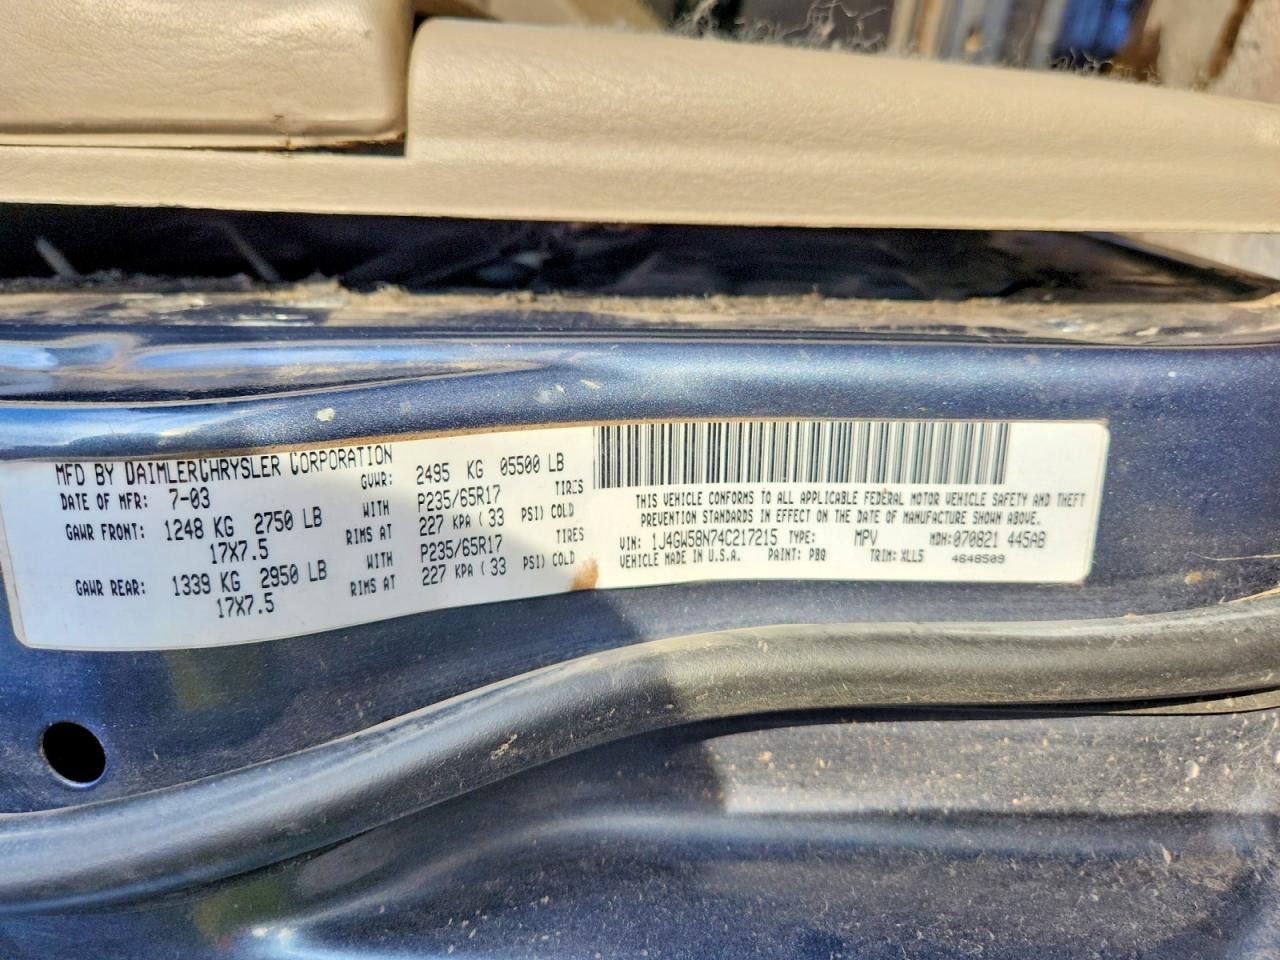 MFD BY DAIMLERCHRYSLER CORPORATION
DATE OF MFR: 7-03 GVWR: 2495 KG 05500 LB
GAWR FRONT: 1248 KG 2750 LB WITH P235/65R17 TIRES
17X7.5 RIMS AT 227 KPA (33 PSI) COLD
GAWR REAR: 1339 KG 2950 LB WITH P235/65R17 TIRES
17X7.5 RIMS AT 227 KPA (33 PSI) COLD
THIS VEHICLE CONFORMS TO ALL APPLICABLE FEDERAL MOTOR VEHICLE SAFETY AND THEFT
PREVENTION STANDARDS IN EFFECT ON THE DATE OF MANUFACTURE SHOWN ABOVE.
VIN: 1J4GW58N74C217215 TYPE: MPV MDH: 070821 445AB
VEHICLE MADE IN U.S.A. PAINT: PBQ TRIM: XLL5 4648509